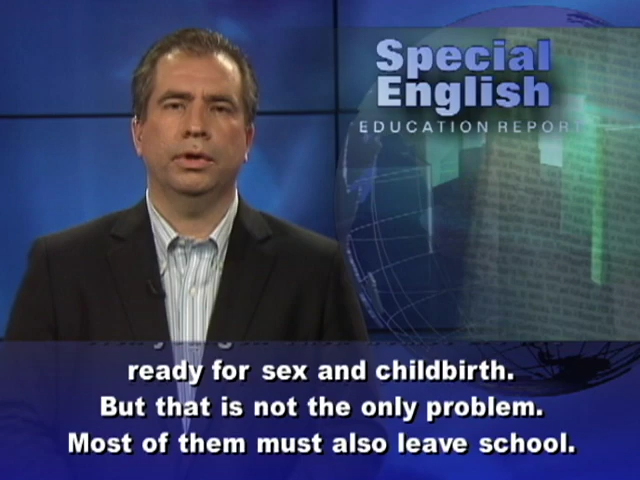 Special
English
EDUCATION REPORT
ready for sex and childbirth.
But that is not the only problem.
Most of them must also leave school.